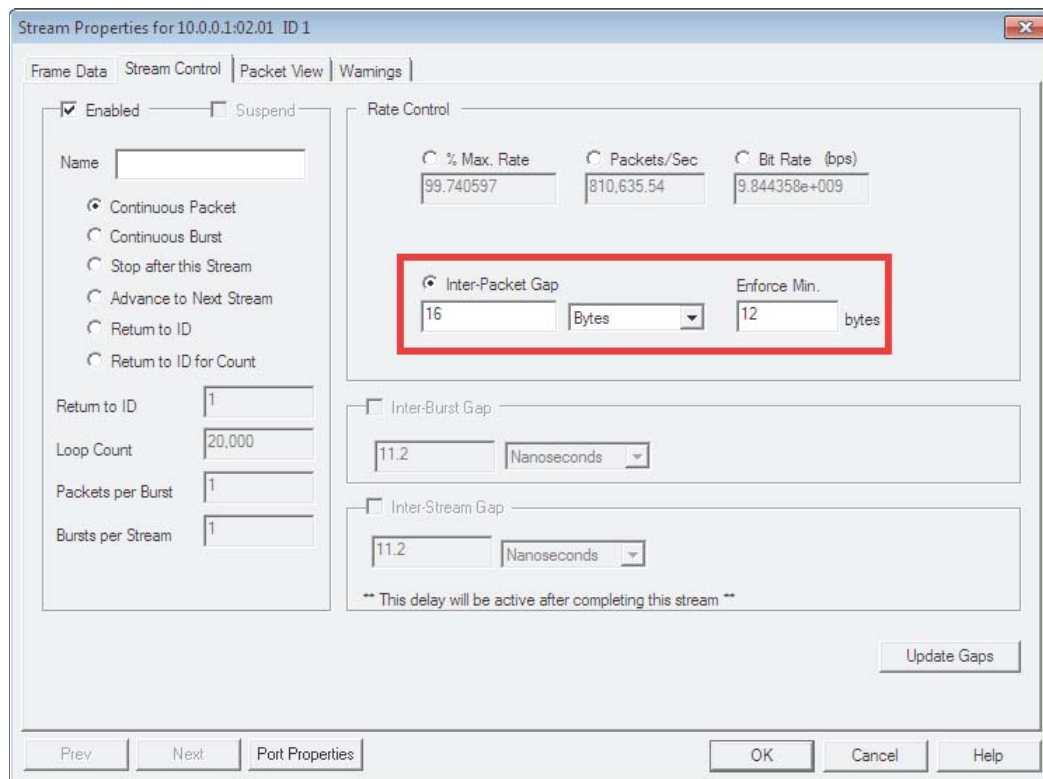 Stream Properties for 10.0.0.1:02.01 ID 1
Frame Data Stream Control Packet View Warnings
Enabled Suspend
Name
Continuous Packet
Continuous Burst
Stop after this Stream
Advance to Next Stream
Return to ID
Return to ID for Count
Return to ID 1
Loop Count 20,000
Packets per Burst 1
Bursts per Stream 1
Rate Control
% Max. Rate Packets/Sec Bit Rate (bps)
99.740597 810,635.54 9.844358e+009
Inter-Packet Gap Enforce Min.
16 Bytes 12 bytes
Inter-Burst Gap
11.2 Nanoseconds
Inter-Stream Gap
11.2 Nanoseconds
** This delay will be active after completing this stream **
Update Gaps
Prev Next Port Properties OK Cancel Help